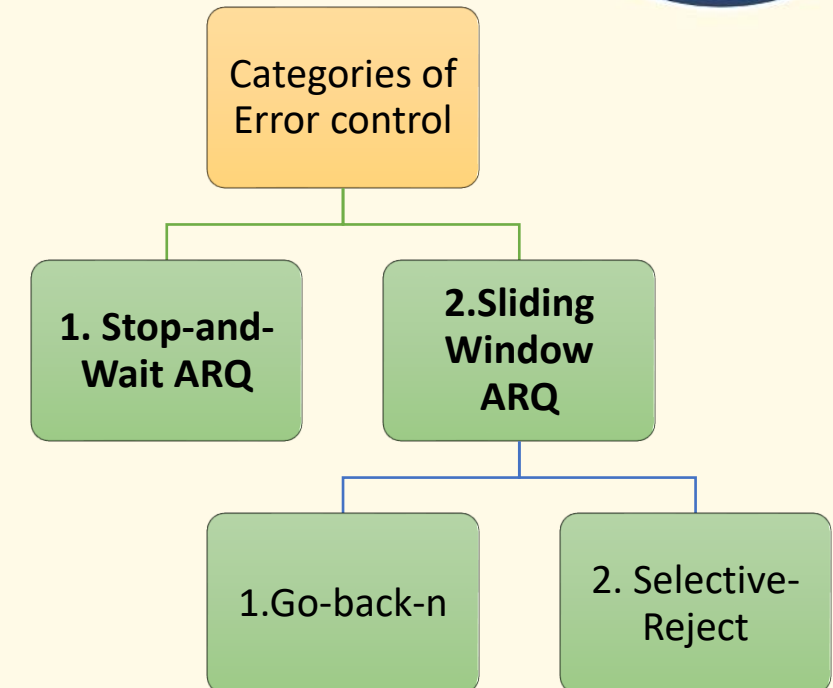 Categories of
Error control
1. Stop-and-
Wait ARQ
2.Sliding
Window
ARQ
1.Go-back-n
2. Selective-
Reject